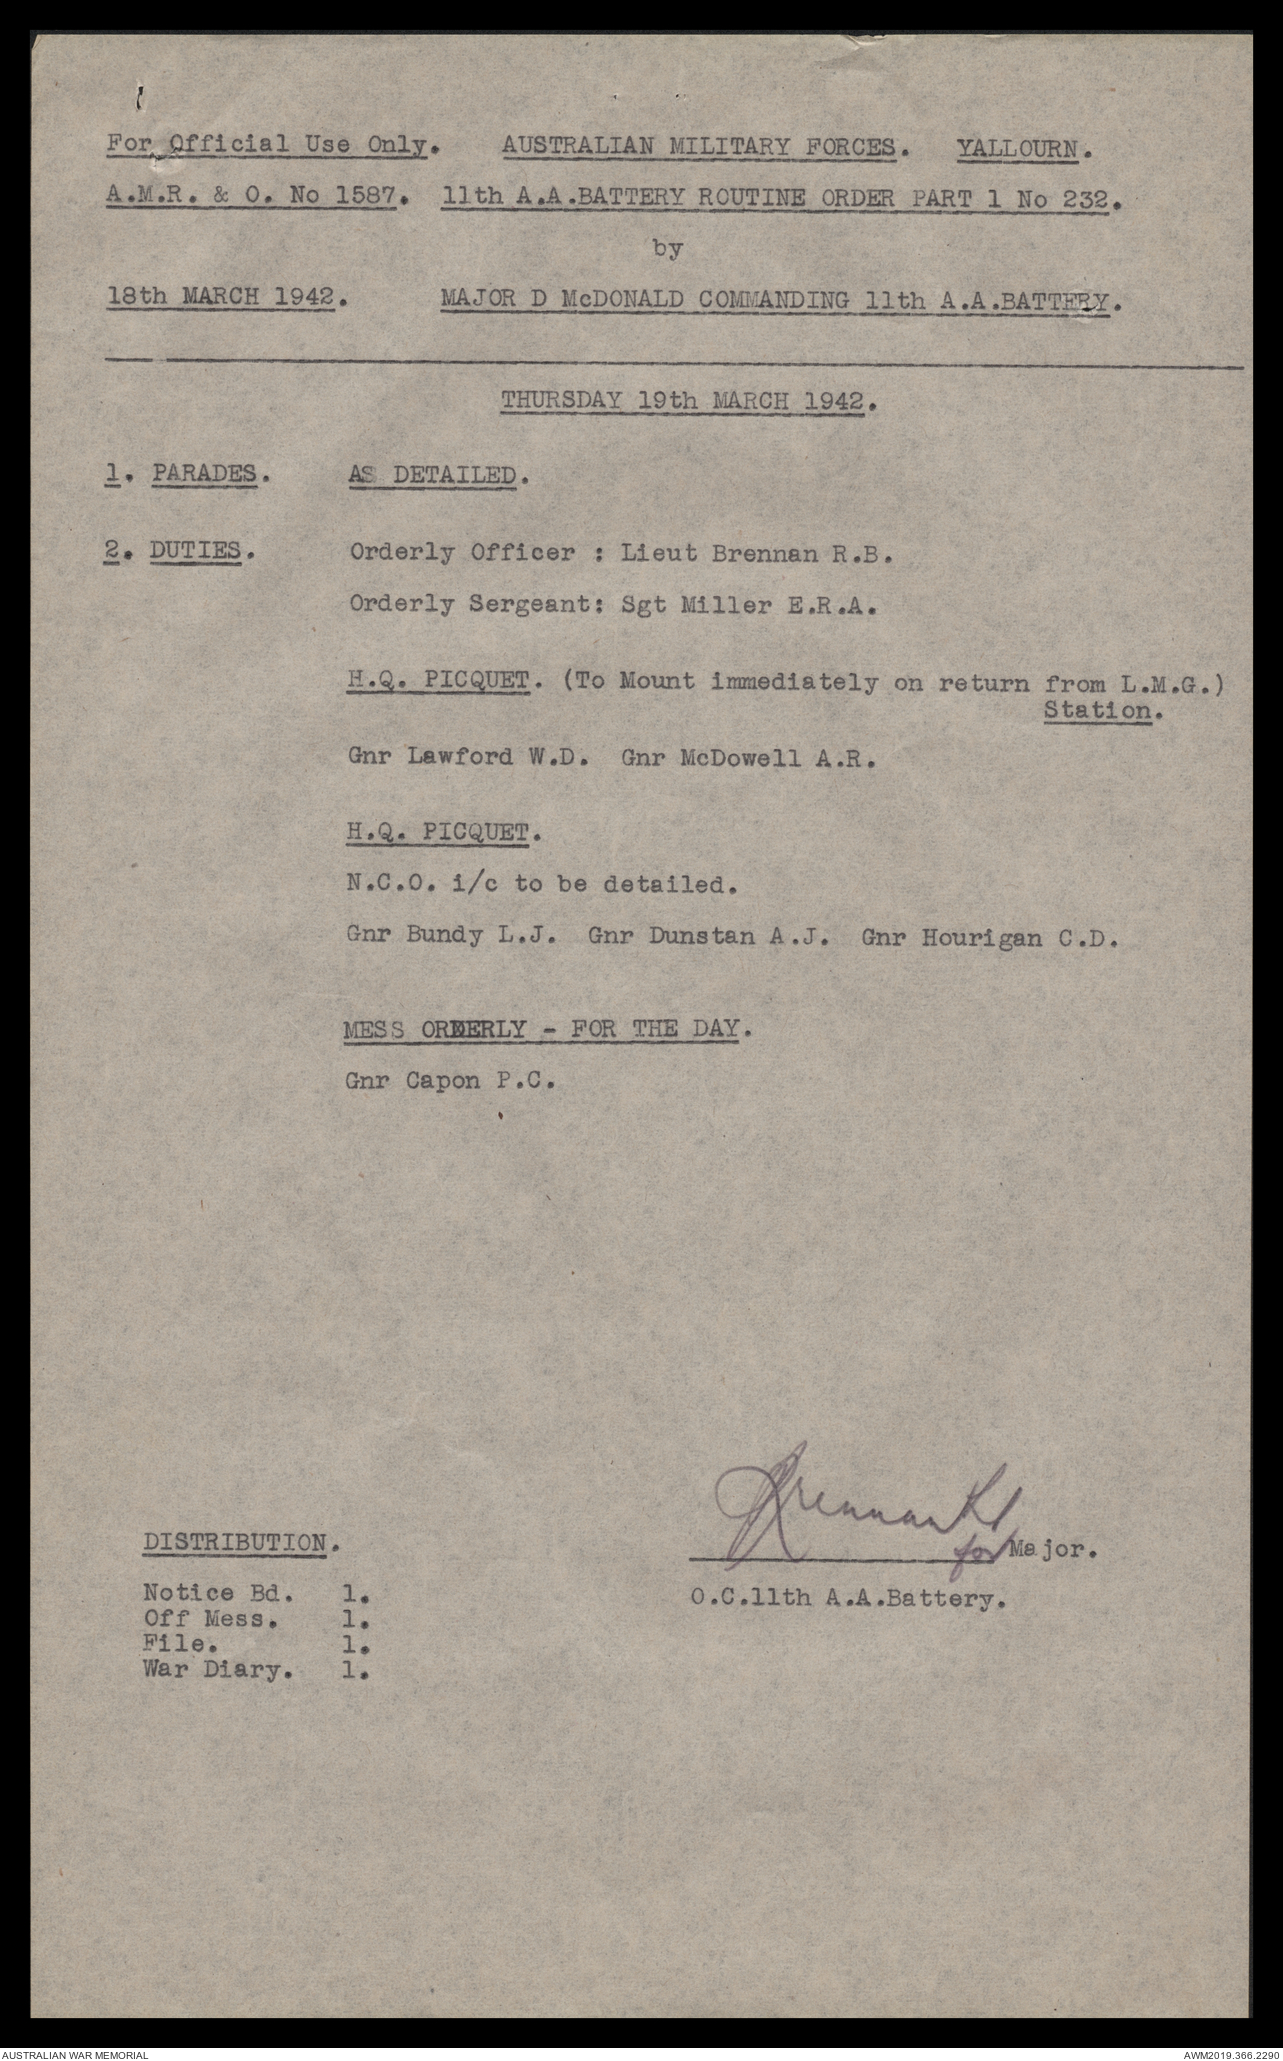 For Official Use Only. AUSTRALIAN MILITARY FORCES. YALLOURN.
A.M.R. & O. No 1587. 11th A.A.BATTERY ROUTINE ORDER PART 1 No 232.
by
18th MARCH 1942. MAJOR D McDONALD COMMANDING 11th A.A.BATTERY.
THURSDAY 19th MARCH 1942.
1. PARADES. AS DETAILED.
2. DUTIES. Orderly Officer : Lieut Brennan R.B.
Orderly Sergeant: Sgt Miller E.R.A.
H.Q. PICQUET. (To Mount immediately on return from L.M.G.)
Station.
Gnr Lawford W.D. Gnr McDowell A.R.
H.Q. PICQUET.
N.C.O. i/c to be detailed.
Gnr Bundy L.J. Gnr Dunstan A.J. Gnr Hourigan C.D.
MESS ORDERLY - FOR THE DAY.
Gnr Capon P.C.
Brennan Lt
DISTRIBUTION. for Major.
Notice Bd. 1. O.C.11th A.A.Battery.
Off Mess. 1.
File. 1.
War Diary. 1.
AUSTRALIAN WAR MEMORIAL AWM2019.366.2290